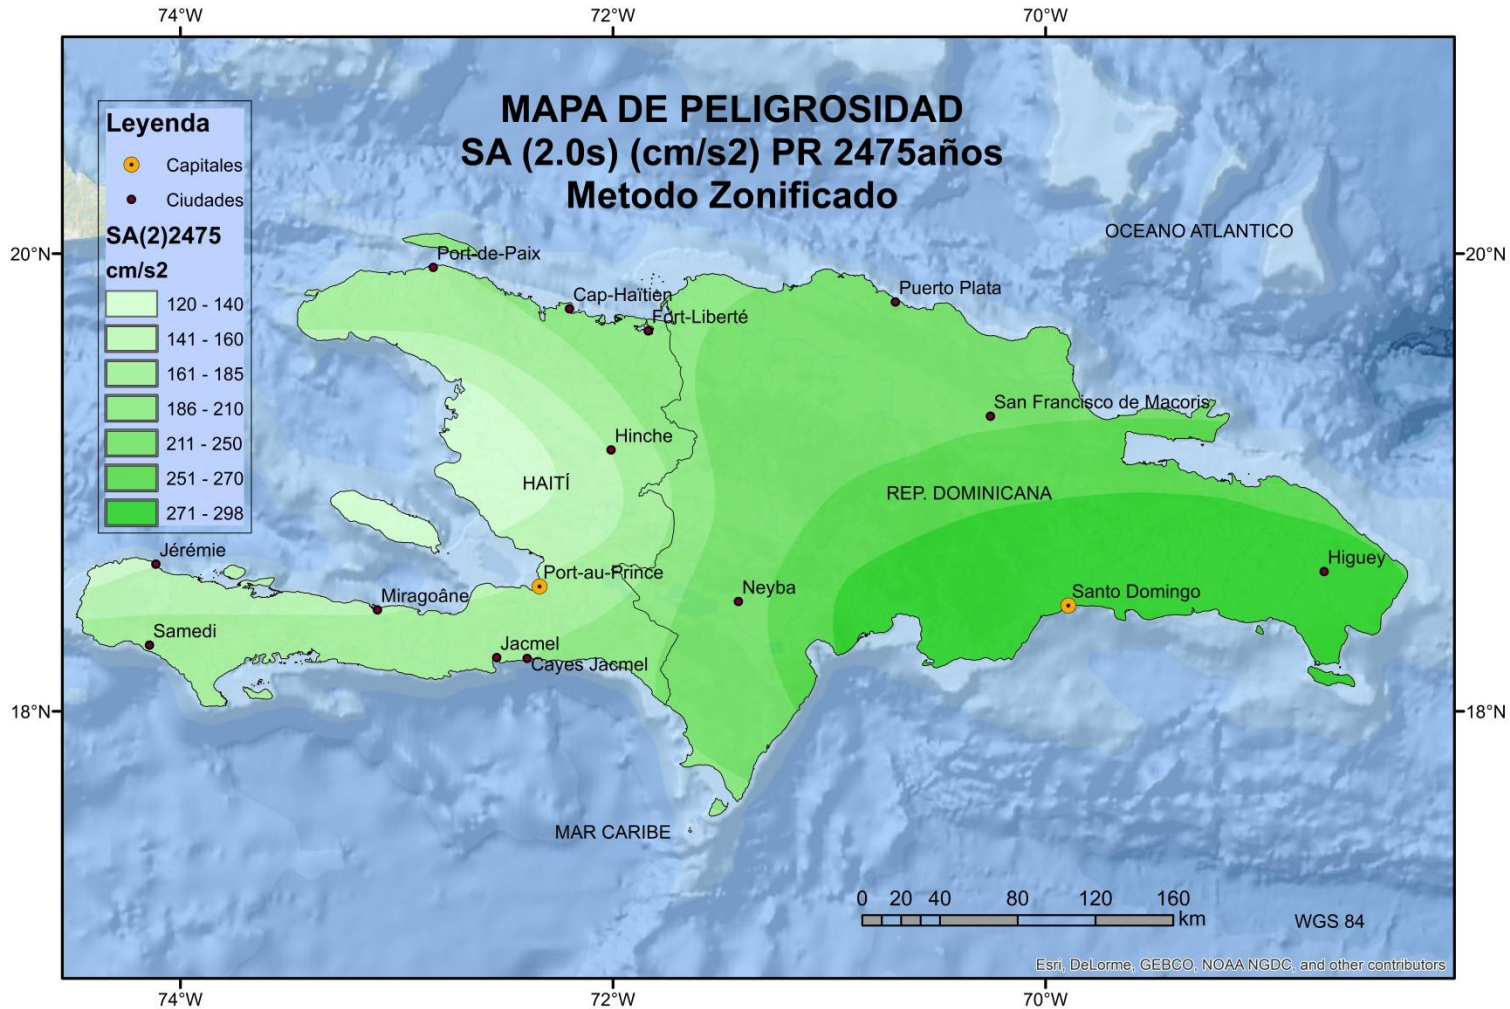 74°W
72°W
70°W
MAPA DE PELIGROSIDAD
SA (2.0s) (cm/s2) PR 2475años
Metodo Zonificado
Leyenda
Capitales
Ciudades
SA(2)2475
cm/s2
120 - 140
141 - 160
161 - 185
186 - 210
211 - 250
251 - 270
271 - 298
20°N
20°N
OCEANO ATLANTICO
Port-de-Paix
Cap-Haïtien
Fort-Liberté
Puerto Plata
San Francisco de Macoris
Hinche
HAITÍ
REP. DOMINICANA
Jérémie
Port-au-Prince
Miragoâne
Neyba
Santo Domingo
Higuey
Samedi
Jacmel
Cayes Jacmel
18°N
18°N
MAR CARIBE
0 20 40 80 120 160
km
WGS 84
Esri, DeLorme, GEBCO, NOAA NGDC, and other contributors
74°W
72°W
70°W